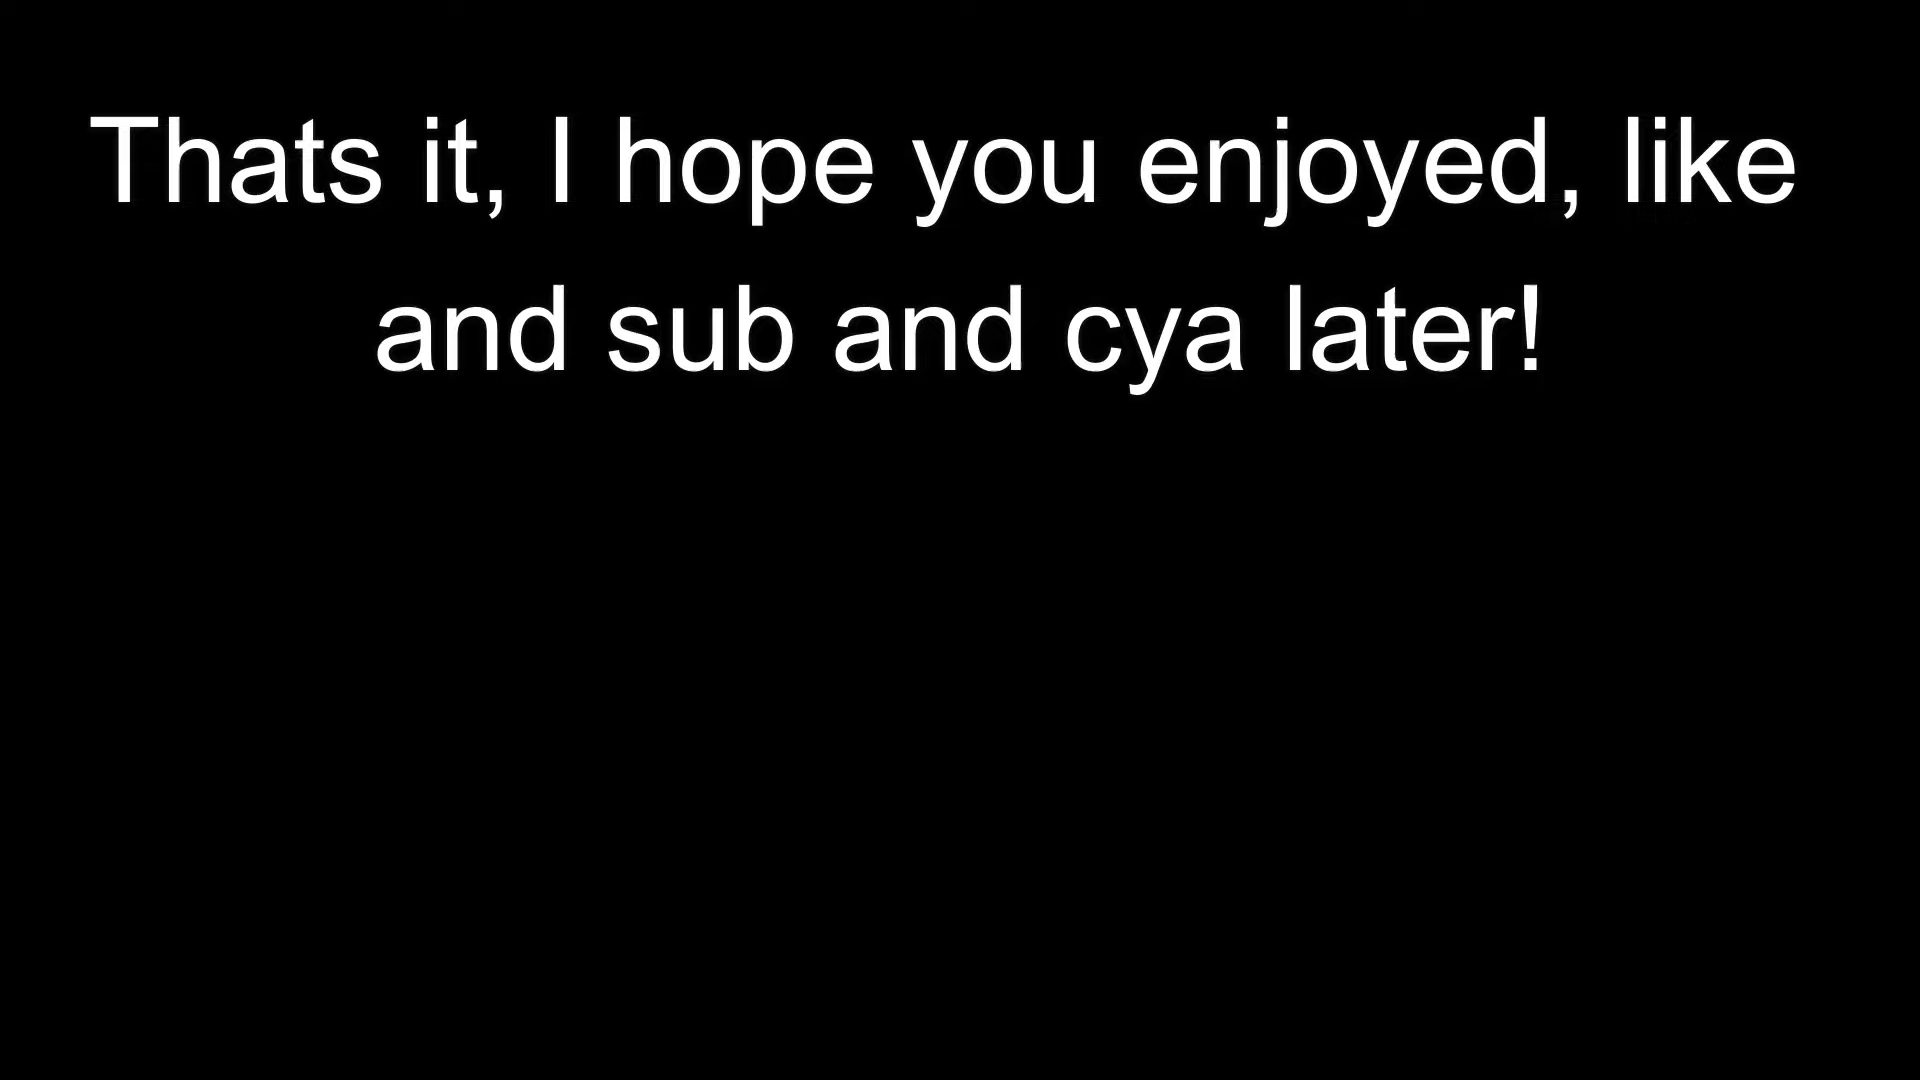 Thats it, I hope you enjoyed, like
and sub and cya later!